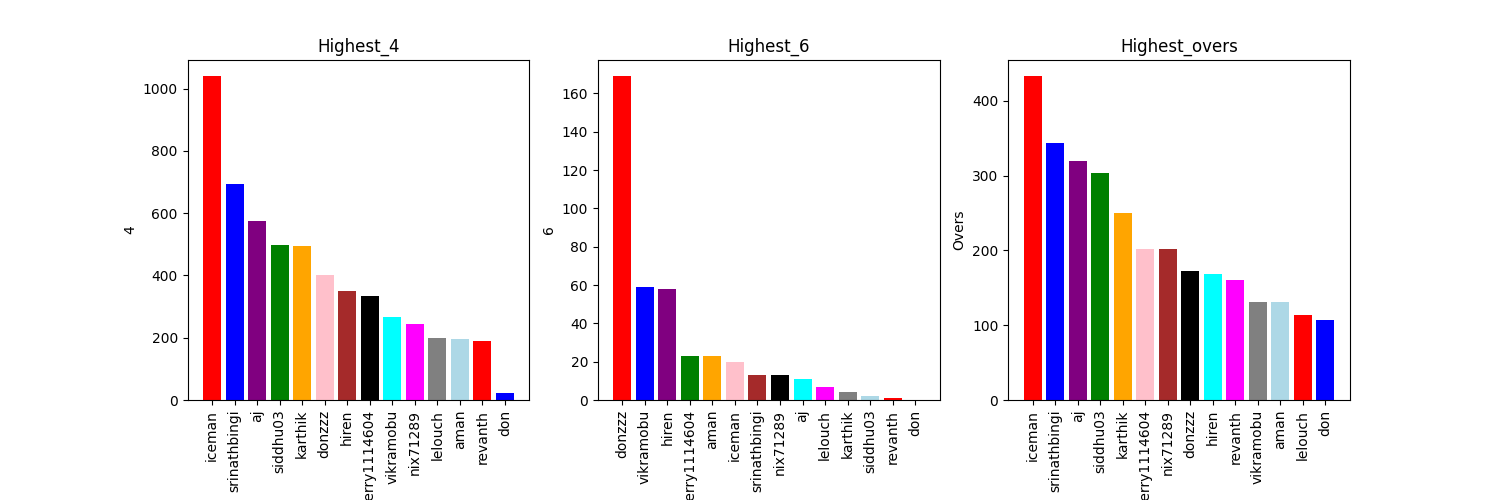 Highest_4
4
1000
800
600
400
200
0
iceman
srinathbingi
aj
siddhu03
karthik
donzzz
hiren
erry1114604
vikramobu
nix71289
lelouch
aman
revanth
don
Highest_6
6
160
140
120
100
80
60
40
20
0
donzzz
vikramobu
hiren
erry1114604
aman
iceman
srinathbingi
nix71289
aj
lelouch
karthik
siddhu03
revanth
don
Highest_overs
Overs
400
300
200
100
0
iceman
srinathbingi
aj
siddhu03
karthik
erry1114604
nix71289
donzzz
hiren
revanth
vikramobu
aman
lelouch
don